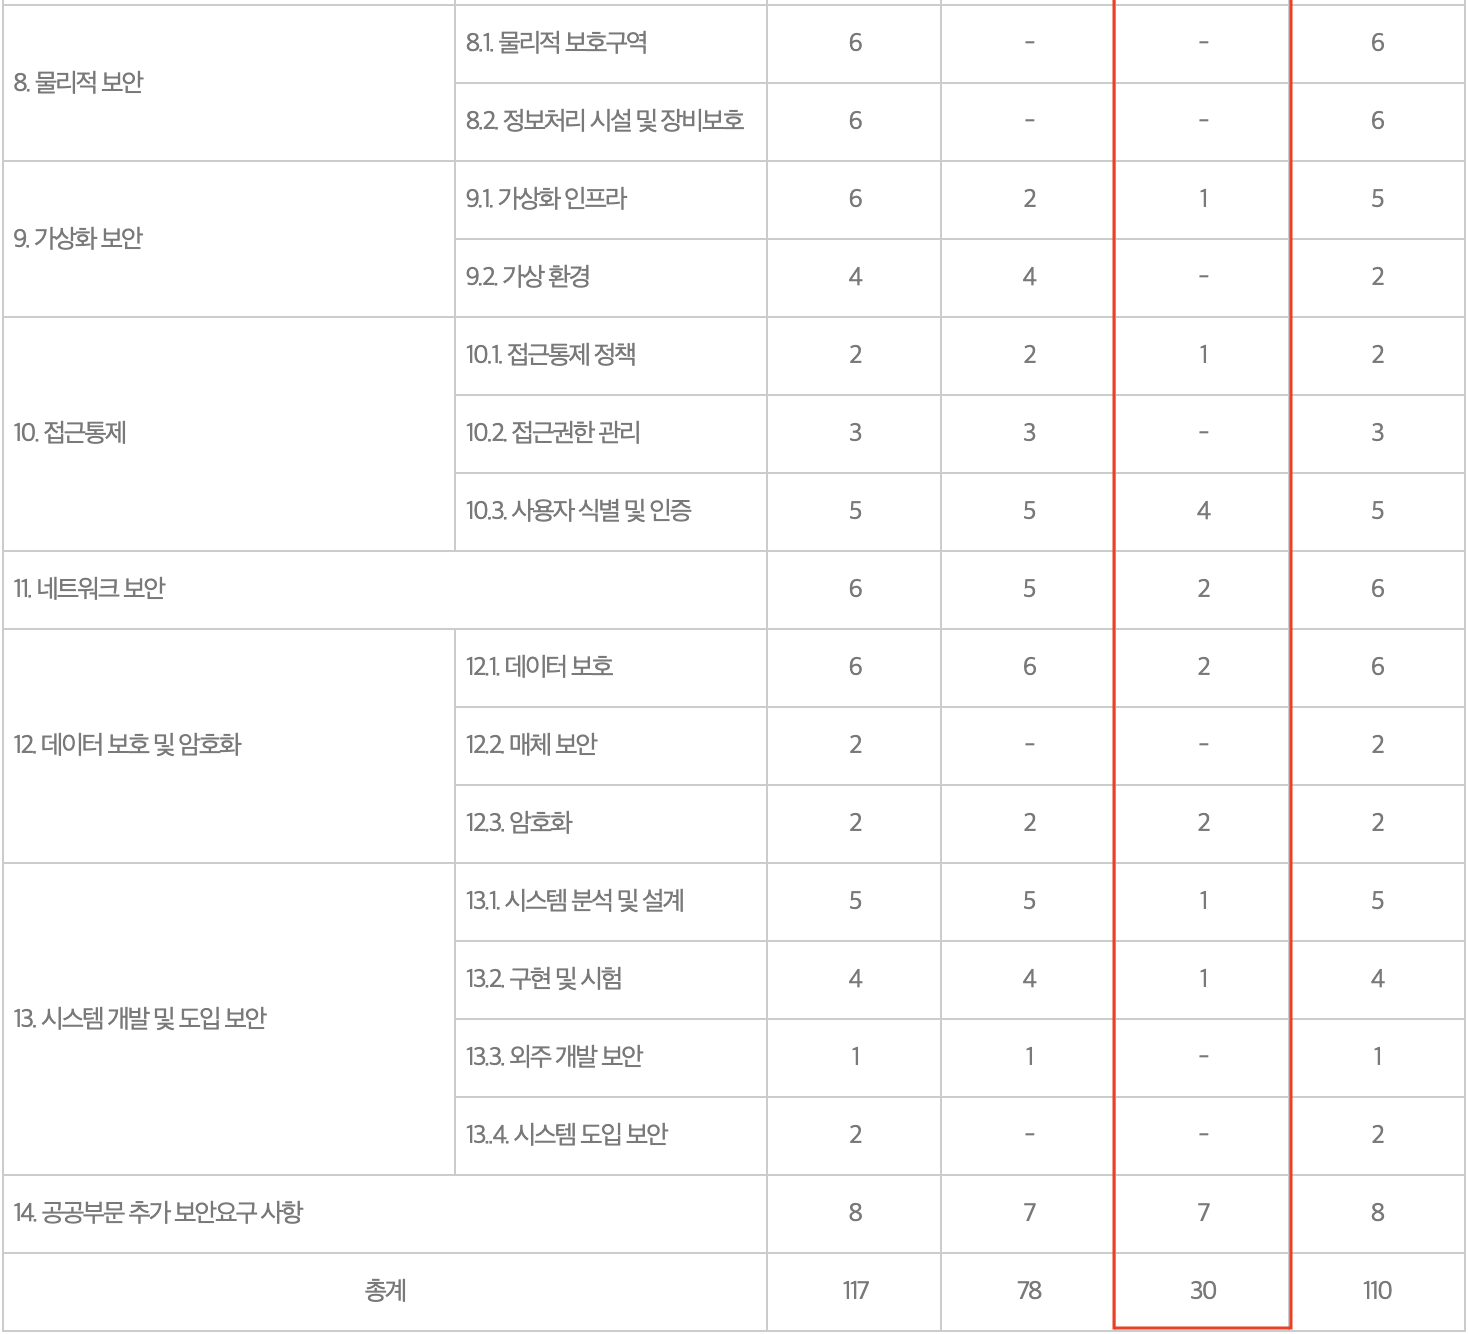 8. 물리적 보안
8.1. 물리적 보호구역 6 - - 6
8.2. 정보처리 시설 및 장비보호 6 - - 6
9. 가상화 보안
9.1. 가상화 인프라 6 2 1 5
9.2. 가상 환경 4 4 - 2
10. 접근통제
10.1. 접근통제 정책 2 2 1 2
10.2. 접근권한 관리 3 3 - 3
10.3. 사용자 식별 및 인증 5 5 4 5
11. 네트워크 보안 6 5 2 6
12. 데이터 보호 및 암호화
12.1. 데이터 보호 6 6 2 6
12.2. 매체 보안 2 - - 2
12.3. 암호화 2 2 2 2
13. 시스템 개발 및 도입 보안
13.1. 시스템 분석 및 설계 5 5 1 5
13.2. 구현 및 시험 4 4 1 4
13.3. 외주 개발 보안 1 1 - 1
13..4. 시스템 도입 보안 2 - - 2
14. 공공부문 추가 보안요구 사항 8 7 7 8
총계 117 78 30 110